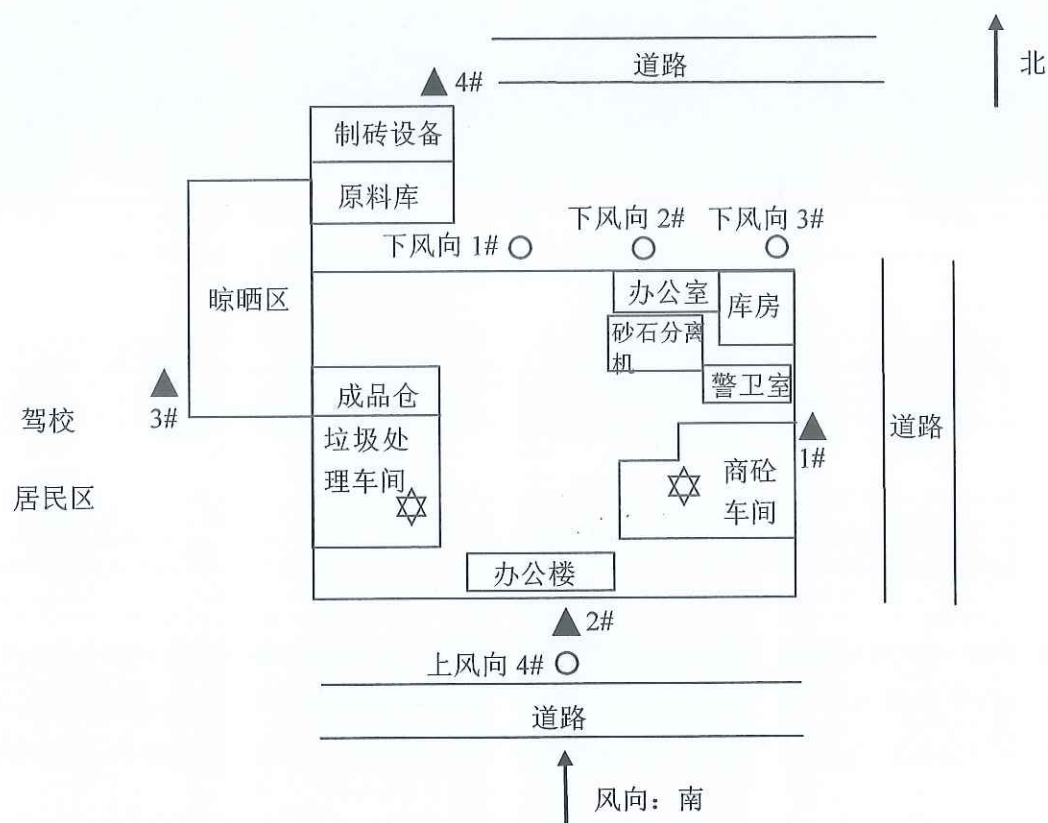 道路
北
4#
制砖设备
原料库
下风向 1#
下风向 2#
下风向 3#
晾晒区
办公室
库房
砂石分离
机
警卫室
成品仓
驾校
3#
道路
垃圾处
理车间
1#
商砼
车间
居民区
办公楼
2#
上风向 4#
道路
风向：南